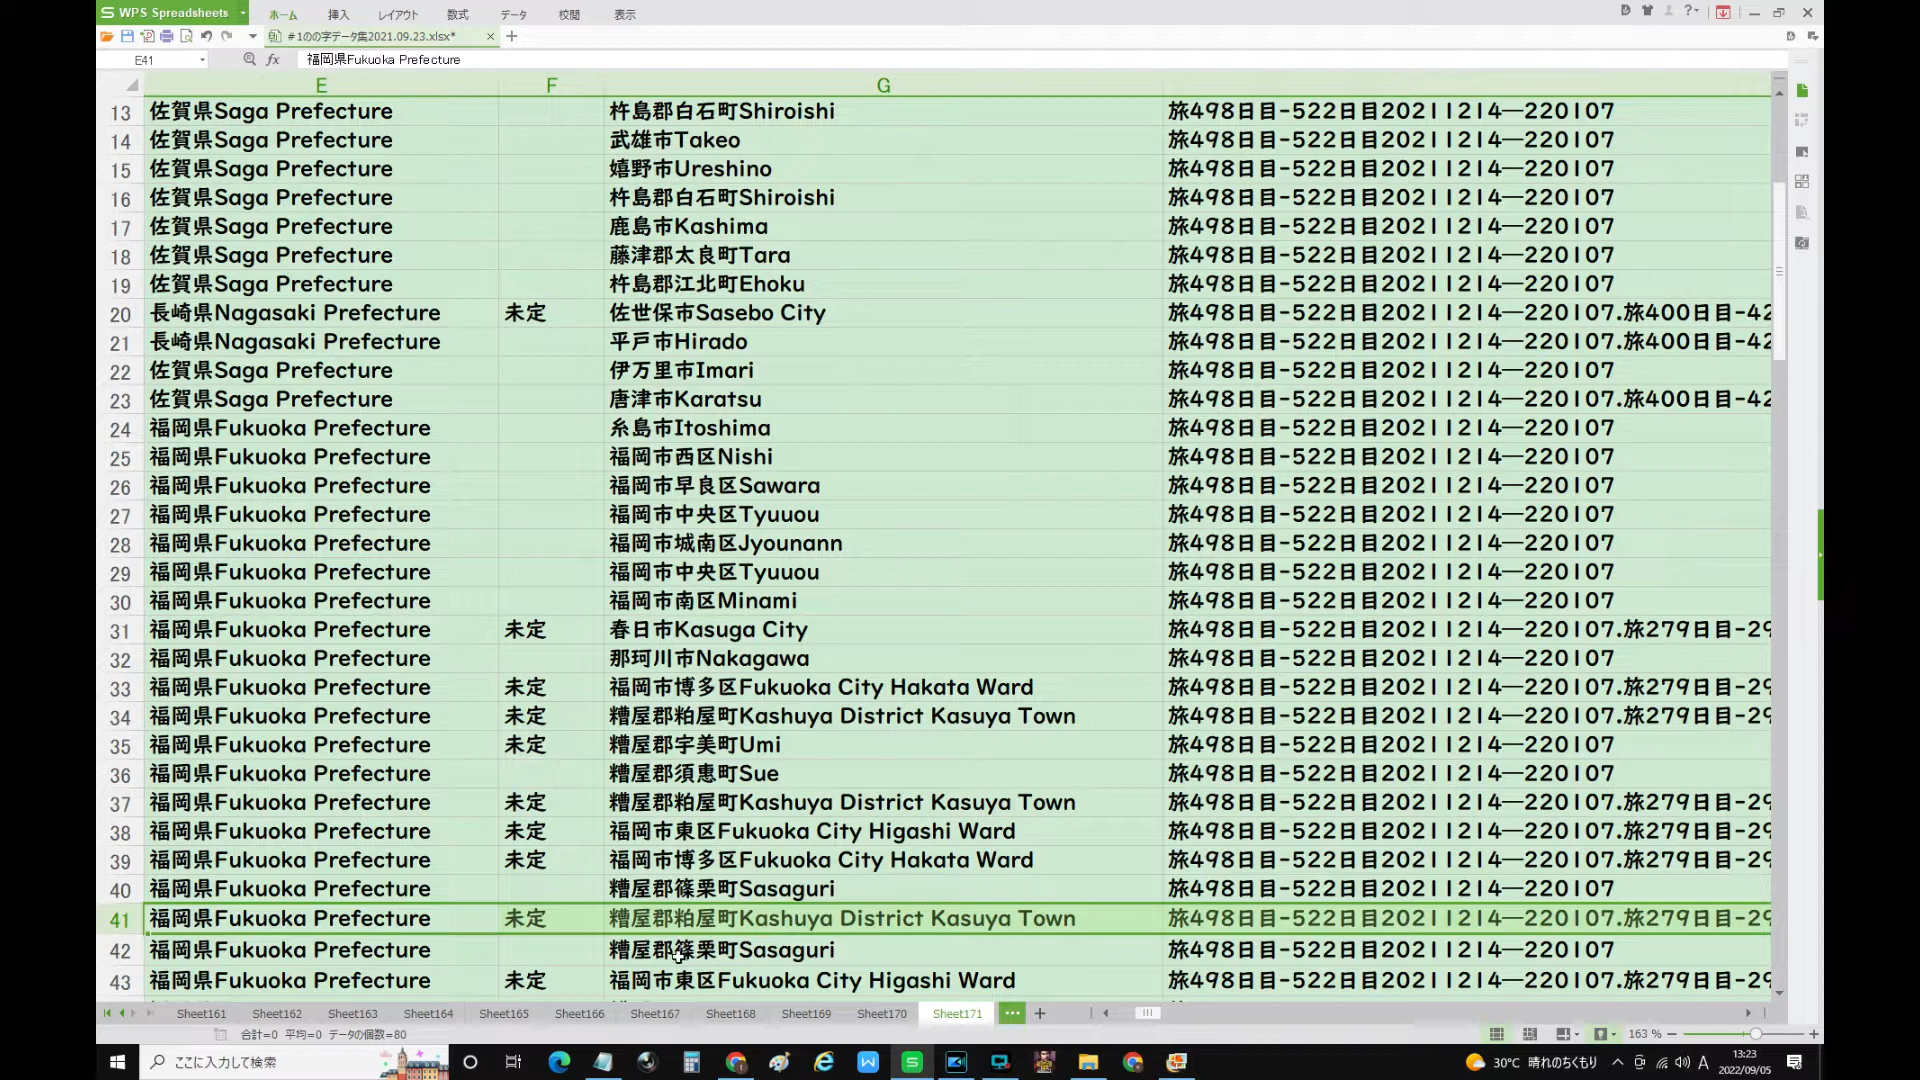 WPS Spreadsheets ホーム 挿入 レイアウト 数式 データ 校閲 表示
#1のの字データ集2021.09.23.xlsx*
E41 fx 福岡県Fukuoka Prefecture
E F G
13 佐賀県Saga Prefecture 杵島郡白石町Shiroishi 旅498日目-522日目20211214—220107
14 佐賀県Saga Prefecture 武雄市Takeo 旅498日目-522日目20211214—220107
15 佐賀県Saga Prefecture 嬉野市Ureshino 旅498日目-522日目20211214—220107
16 佐賀県Saga Prefecture 杵島郡白石町Shiroishi 旅498日目-522日目20211214—220107
17 佐賀県Saga Prefecture 鹿島市Kashima 旅498日目-522日目20211214—220107
18 佐賀県Saga Prefecture 藤津郡太良町Tara 旅498日目-522日目20211214—220107
19 佐賀県Saga Prefecture 杵島郡江北町Ehoku 旅498日目-522日目20211214—220107
20 長崎県Nagasaki Prefecture 未定 佐世保市Sasebo City 旅498日目-522日目20211214—220107.旅400日目-42
21 長崎県Nagasaki Prefecture 平戸市Hirado 旅498日目-522日目20211214—220107.旅400日目-42
22 佐賀県Saga Prefecture 伊万里市Imari 旅498日目-522日目20211214—220107
23 佐賀県Saga Prefecture 唐津市Karatsu 旅498日目-522日目20211214—220107.旅400日目-42
24 福岡県Fukuoka Prefecture 糸島市Itoshima 旅498日目-522日目20211214—220107
25 福岡県Fukuoka Prefecture 福岡市西区Nishi 旅498日目-522日目20211214—220107
26 福岡県Fukuoka Prefecture 福岡市早良区Sawara 旅498日目-522日目20211214—220107
27 福岡県Fukuoka Prefecture 福岡市中央区Tyuuou 旅498日目-522日目20211214—220107
28 福岡県Fukuoka Prefecture 福岡市城南区Jyounann 旅498日目-522日目20211214—220107
29 福岡県Fukuoka Prefecture 福岡市中央区Tyuuou 旅498日目-522日目20211214—220107
30 福岡県Fukuoka Prefecture 福岡市南区Minami 旅498日目-522日目20211214—220107
31 福岡県Fukuoka Prefecture 未定 春日市Kasuga City 旅498日目-522日目20211214—220107.旅279日目-29
32 福岡県Fukuoka Prefecture 那珂川市Nakagawa 旅498日目-522日目20211214—220107
33 福岡県Fukuoka Prefecture 未定 福岡市博多区Fukuoka City Hakata Ward 旅498日目-522日目20211214—220107.旅279日目-29
34 福岡県Fukuoka Prefecture 未定 糟屋郡粕屋町Kashuya District Kasuya Town 旅498日目-522日目20211214—220107.旅279日目-29
35 福岡県Fukuoka Prefecture 未定 糟屋郡宇美町Umi 旅498日目-522日目20211214—220107
36 福岡県Fukuoka Prefecture 糟屋郡須恵町Sue 旅498日目-522日目20211214—220107
37 福岡県Fukuoka Prefecture 未定 糟屋郡粕屋町Kashuya District Kasuya Town 旅498日目-522日目20211214—220107.旅279日目-29
38 福岡県Fukuoka Prefecture 未定 福岡市東区Fukuoka City Higashi Ward 旅498日目-522日目20211214—220107.旅279日目-29
39 福岡県Fukuoka Prefecture 未定 福岡市博多区Fukuoka City Hakata Ward 旅498日目-522日目20211214—220107.旅279日目-29
40 福岡県Fukuoka Prefecture 糟屋郡篠栗町Sasaguri 旅498日目-522日目20211214—220107
41 福岡県Fukuoka Prefecture 未定 糟屋郡粕屋町Kashuya District Kasuya Town 旅498日目-522日目20211214—220107.旅279日目-29
42 福岡県Fukuoka Prefecture 糟屋郡篠栗町Sasaguri 旅498日目-522日目20211214—220107
43 福岡県Fukuoka Prefecture 未定 福岡市東区Fukuoka City Higashi Ward 旅498日目-522日目20211214—220107.旅279日目-29
Sheet161 Sheet162 Sheet163 Sheet164 Sheet165 Sheet166 Sheet167 Sheet168 Sheet169 Sheet170 Sheet171
合計=0 平均=0 データの個数=80 163 %
ここに入力して検索 30°C 晴れのちくもり A 13:23
2022/09/05